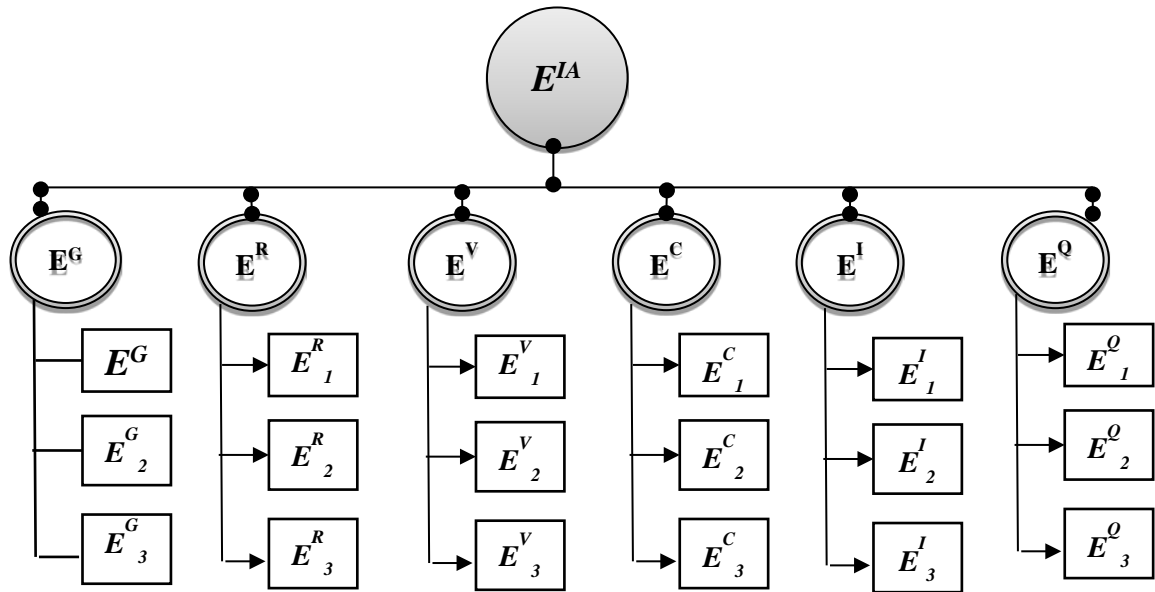 E^IA
E^G E^R E^V E^C E^I E^Q
E^G E^R_1 E^V_1 E^C_1 E^I_1 E^Q_1
E^G_2 E^R_2 E^V_2 E^C_2 E^I_2 E^Q_2
E^G_3 E^R_3 E^V_3 E^C_3 E^I_3 E^Q_3